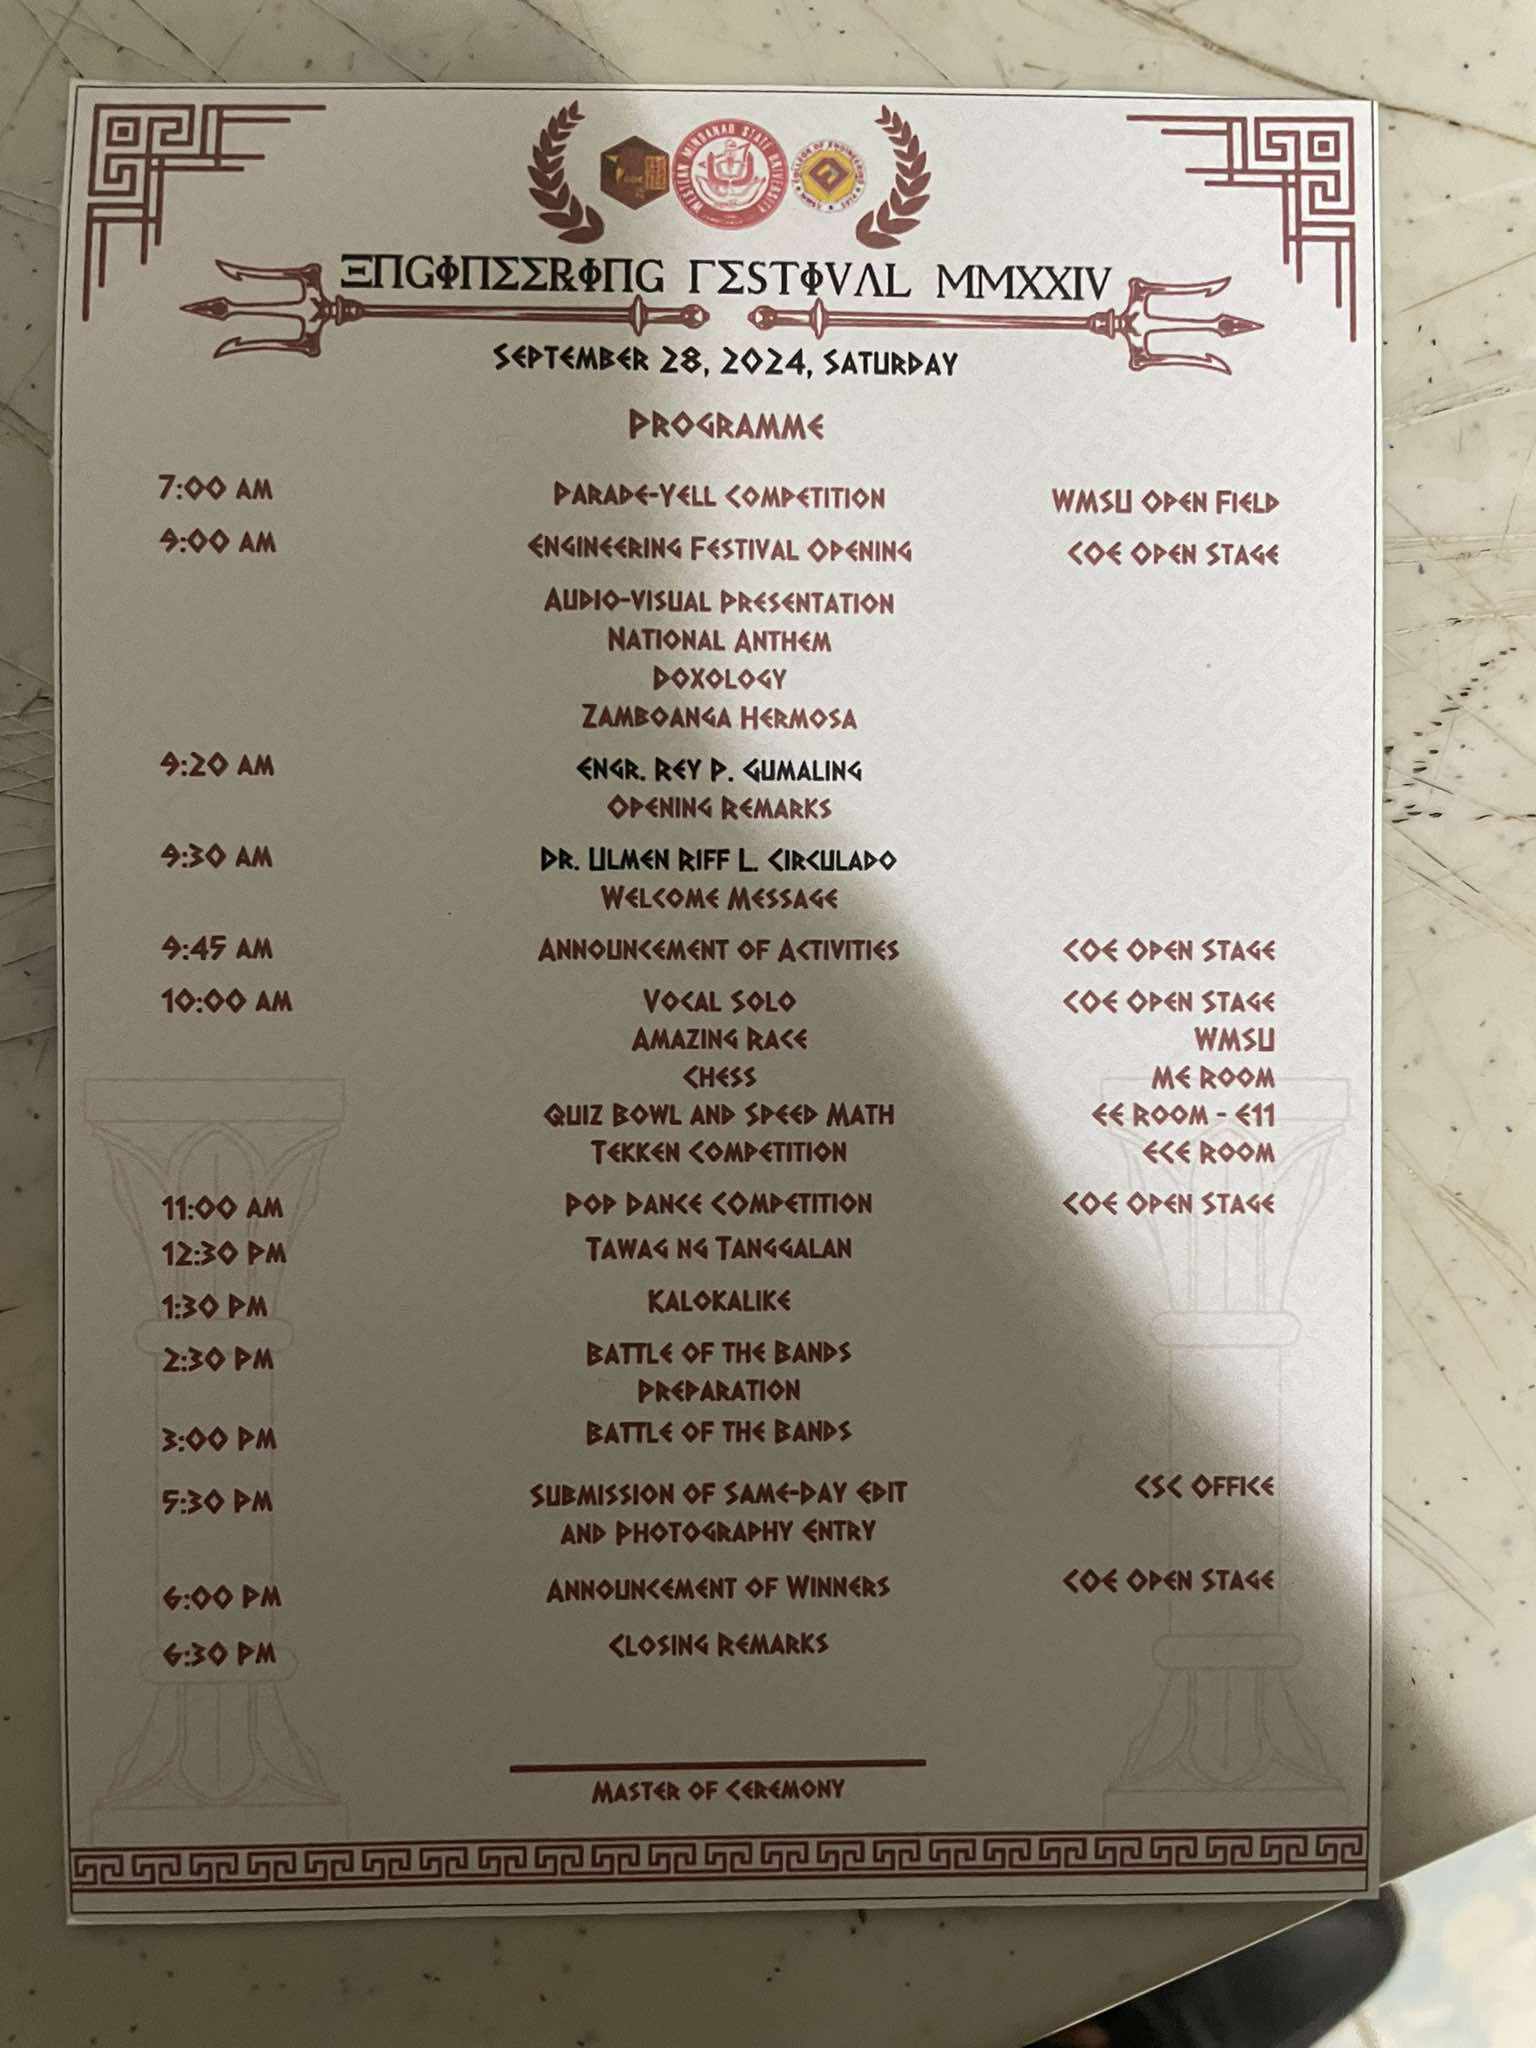 WESTERN MINDANAO STATE UNIVERSITY
COLLEGE OF ENGINEERING
ENGINEERING FESTIVAL MMXXIV
September 28, 2024, Saturday
Programme
7:00 AM Parade-Yell Competition WMSU Open Field
9:00 AM Engineering Festival Opening COE Open Stage
Audio-visual Presentation
National Anthem
Doxology
Zamboanga Hermosa
9:20 AM Engr. Rey P. Gumaling
Opening Remarks
9:30 AM Dr. Ulmen Riff L. Circulado
Welcome Message
9:45 AM Announcement of Activities COE Open Stage
10:00 AM Vocal Solo COE Open Stage
Amazing Race WMSU
Chess ME Room
Quiz Bowl and Speed Math EE Room - E11
Tekken Competition ECE Room
11:00 AM Pop Dance Competition COE Open Stage
12:30 PM Tawag ng Tanggalan
1:30 PM Kalokalike
2:30 PM Battle of the Bands
Preparation
3:00 PM Battle of the Bands
5:30 PM Submission of Same-Day Edit CSC Office
and Photography Entry
6:00 PM Announcement of Winners COE Open Stage
6:30 PM Closing Remarks
Master of Ceremony